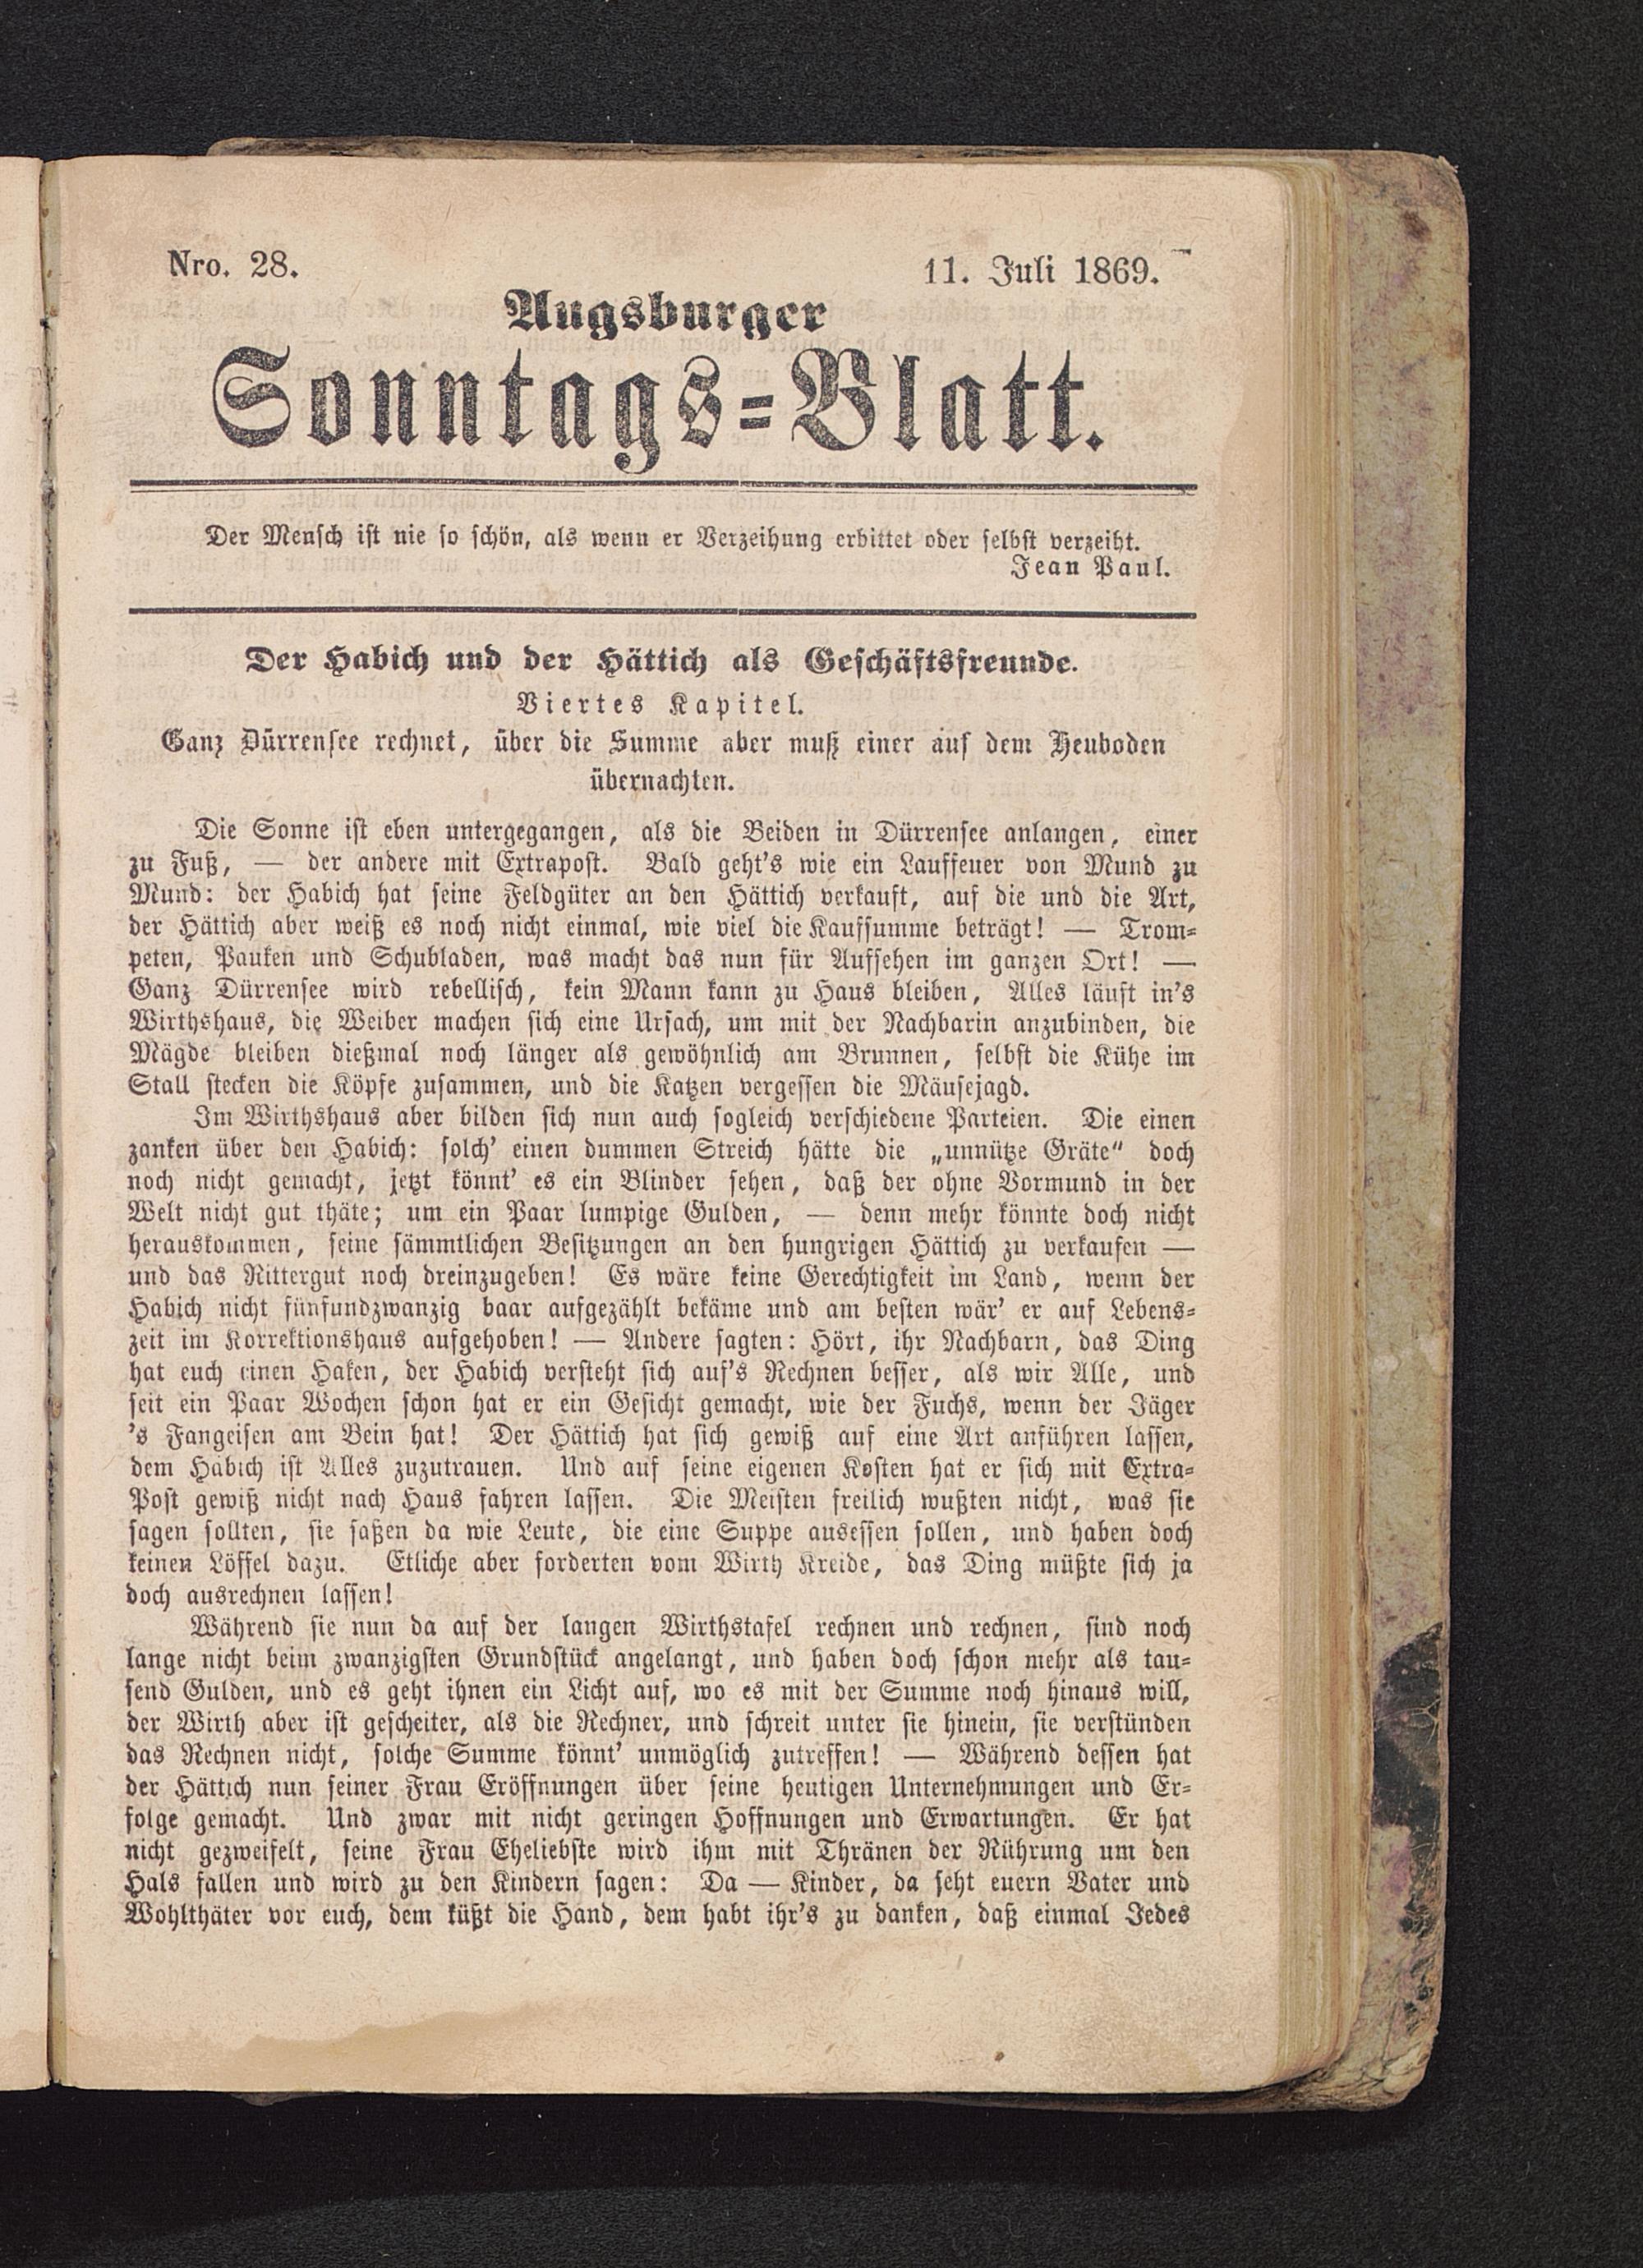 Nro. 28.
11. Juli 1869.
Augsburger
Sonntags=Blatt.
Der Mensch ist nie so schön, als wenn er Verzeihung erbittet oder selbst verzeiht.
Jean Paul.
Der Habich und der Hättich als Geschäftsfreunde.
Viertes Kapitel.
Ganz Dürrensee rechnet, über die Summe aber muß einer auf dem Heuboden
übernachten.
Die Sonne ist eben untergegangen, als die Beiden in Dürrensee anlangen, einer
zu Fuß, — der andere mit Extrapost. Bald geht's wie ein Lauffeuer von Mund zu
Mund: der Habich hat seine Feldgüter an den Hättich verkauft, auf die und die Art,
der Hättich aber weiß es noch nicht einmal, wie viel die Kaufsumme beträgt! — Trom=
peten, Pauken und Schubladen, was macht das nun für Aufsehen im ganzen Ort! —
Ganz Dürrensee wird rebellisch, kein Mann kann zu Haus bleiben, Alles läuft in's
Wirthshaus, die Weiber machen sich eine Ursach, um mit der Nachbarin anzubinden, die
Mägde bleiben dießmal noch länger als gewöhnlich am Brunnen, selbst die Kühe im
Stall stecken die Köpfe zusammen, und die Katzen vergessen die Mäusejagd.
Im Wirthshaus aber bilden sich nun auch sogleich verschiedene Parteien. Die einen
zanken über den Habich: solch' einen dummen Streich hätte die „unnütze Gräte“ doch
noch nicht gemacht, jetzt könnt' es ein Blinder sehen, daß der ohne Vormund in der
Welt nicht gut thäte; um ein Paar lumpige Gulden, — denn mehr könnte doch nicht
herauskommen, seine sämmtlichen Besitzungen an den hungrigen Hättich zu verkaufen —
und das Rittergut noch dreinzugeben! Es wäre keine Gerechtigkeit im Land, wenn der
Habich nicht fünfundzwanzig baar aufgezählt bekäme und am besten wär' er auf Lebens=
zeit im Korrektionshaus aufgehoben! — Andere sagten: Hört, ihr Nachbarn, das Ding
hat euch einen Haken, der Habich versteht sich auf's Rechnen besser, als wir Alle, und
seit ein Paar Wochen schon hat er ein Gesicht gemacht, wie der Fuchs, wenn der Jäger
's Fangeisen am Bein hat! Der Hättich hat sich gewiß auf eine Art anführen lassen,
dem Habich ist Alles zuzutrauen. Und auf seine eigenen Kosten hat er sich mit Extra=
Post gewiß nicht nach Haus fahren lassen. Die Meisten freilich wußten nicht, was sie
sagen sollten, sie saßen da wie Leute, die eine Suppe ausessen sollen, und haben doch
keinen Löffel dazu. Etliche aber forderten vom Wirth Kreide, das Ding müßte sich ja
doch ausrechnen lassen!
Während sie nun da auf der langen Wirthstafel rechnen und rechnen, sind noch
lange nicht beim zwanzigsten Grundstück angelangt, und haben doch schon mehr als tau=
send Gulden, und es geht ihnen ein Licht auf, wo es mit der Summe noch hinaus will,
der Wirth aber ist gescheiter, als die Rechner, und schreit unter sie hinein, sie verstünden
das Rechnen nicht, solche Summe könnt' unmöglich zutreffen! — Während dessen hat
der Hättich nun seiner Frau Eröffnungen über seine heutigen Unternehmungen und Er=
folge gemacht. Und zwar mit nicht geringen Hoffnungen und Erwartungen. Er hat
nicht gezweifelt, seine Frau Eheliebste wird ihm mit Thränen der Rührung um den
Hals fallen und wird zu den Kindern sagen: Da — Kinder, da seht euern Vater und
Wohlthäter vor euch, dem küßt die Hand, dem habt ihr's zu danken, daß einmal Jedes